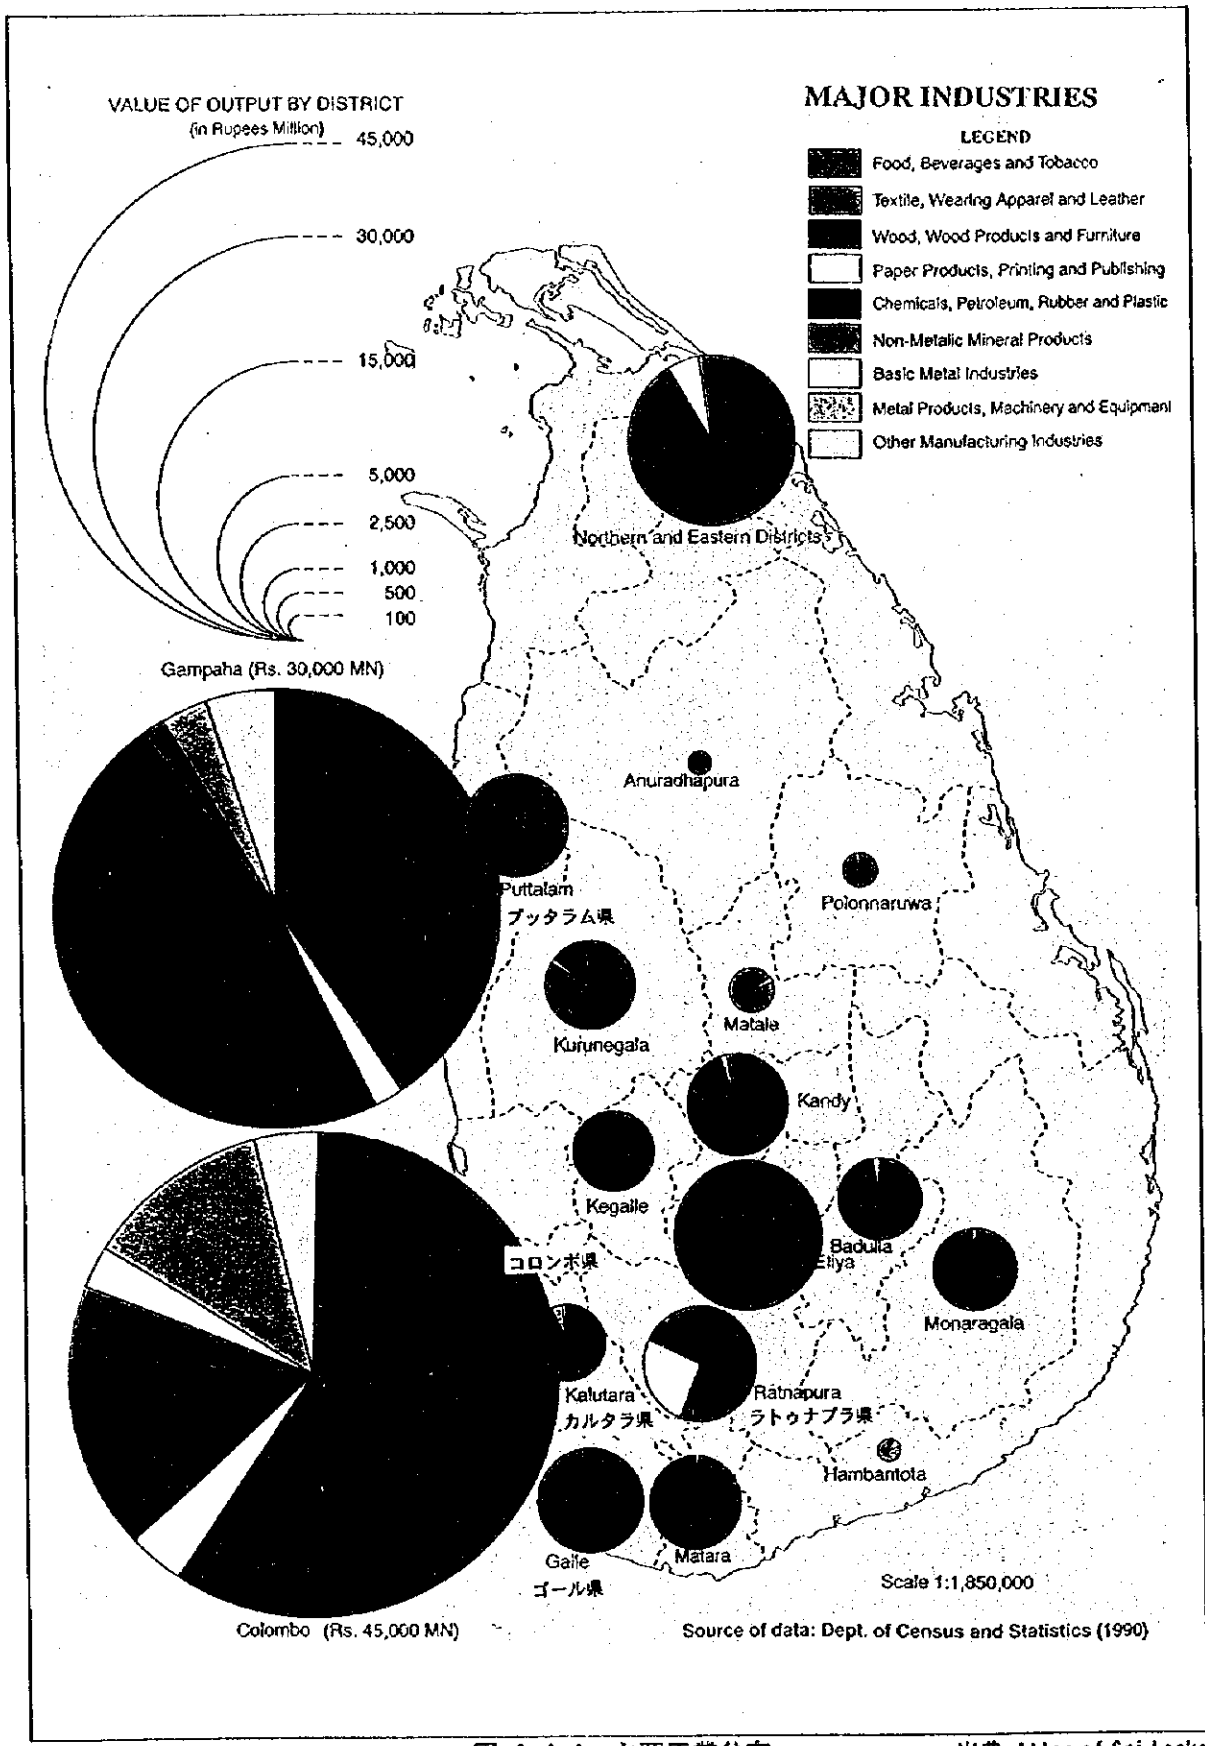 MAJOR INDUSTRIES
VALUE OF OUTPUT BY DISTRICT
(in Rupees Million)
45,000
30,000
15,000
5,000
2,500
1,000
500
100
LEGEND
Food, Beverages and Tobacco
Textile, Wearing Apparel and Leather
Wood, Wood Products and Furniture
Paper Products, Printing and Publishing
Chemicals, Petroleum, Rubber and Plastic
Non-Metalic Mineral Products
Basic Metal Industries
Metal Products, Machinery and Equipment
Other Manufacturing Industries
Northern and Eastern Districts
Gampaha (Rs. 30,000 MN)
Anuradhapura
Puttalam
プッタラム県
Polonnaruwa
Kurunegala
Matale
Kandy
Kegalle
Badulla
Eliya
コロンボ県
Monaragala
Kalutara
カルタラ県
Ratnapura
ラトゥナプラ県
Hambantota
Galle
ゴール県
Matara
Scale 1:1,850,000
Colombo (Rs. 45,000 MN)
Source of data: Dept. of Census and Statistics (1990)